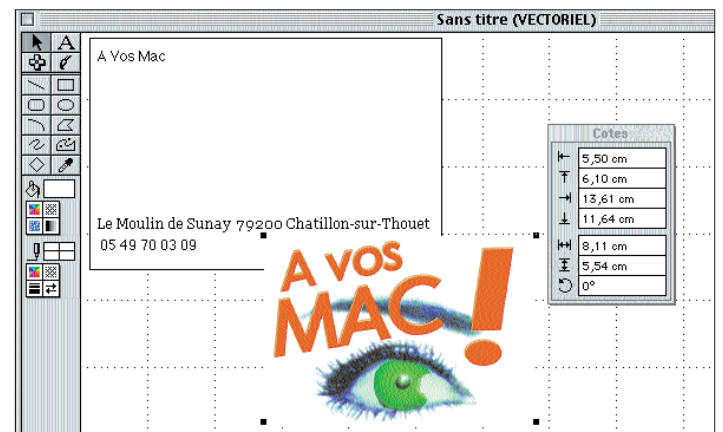 Sans titre (VECTORIEL)
A
A Vos Mac
Le Moulin de Sunay 79200 Chatillon-sur-Thouet
05 49 70 03 09
A VOS
MAC !
Cotes
5,50 cm
6,10 cm
13,61 cm
11,64 cm
8,11 cm
5,54 cm
0°